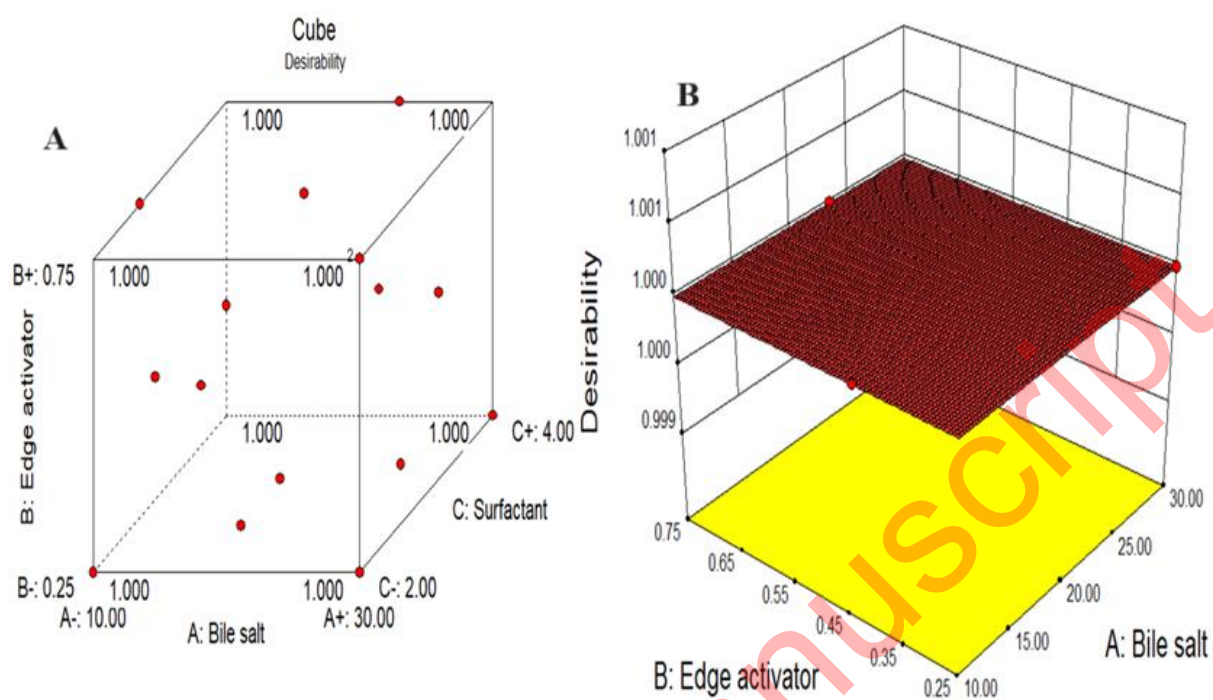 Cube
Desirability
A
1.000
1.000
B+: 0.75
1.000
1.000
2
B: Edge activator
1.000
1.000
C+: 4.00
C: Surfactant
B-: 0.25
1.000
1.000
C-: 2.00
A-: 10.00
A+: 30.00
A: Bile salt
B
1.001
1.001
1.000
1.000
0.999
Desirability
0.75
0.65
0.55
0.45
0.35
0.25
10.00
15.00
20.00
25.00
30.00
B: Edge activator
A: Bile salt
nuscript